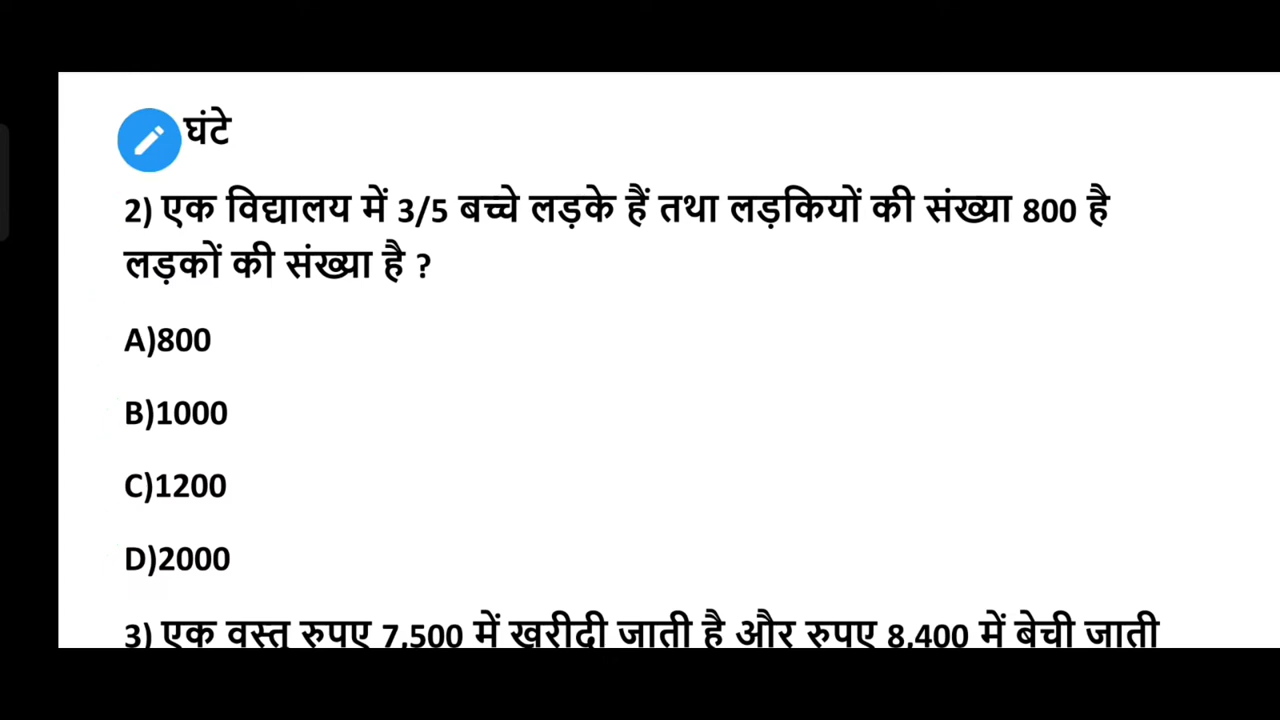 घंटे
2) एक विद्यालय में 3/5 बच्चे लड़के हैं तथा लड़कियों की संख्या 800 है
लड़कों की संख्या है ?
A)800
B)1000
C)1200
D)2000
3) एक वस्तु रुपए 7,500 में खरीदी जाती है और रुपए 8,400 में बेची जाती